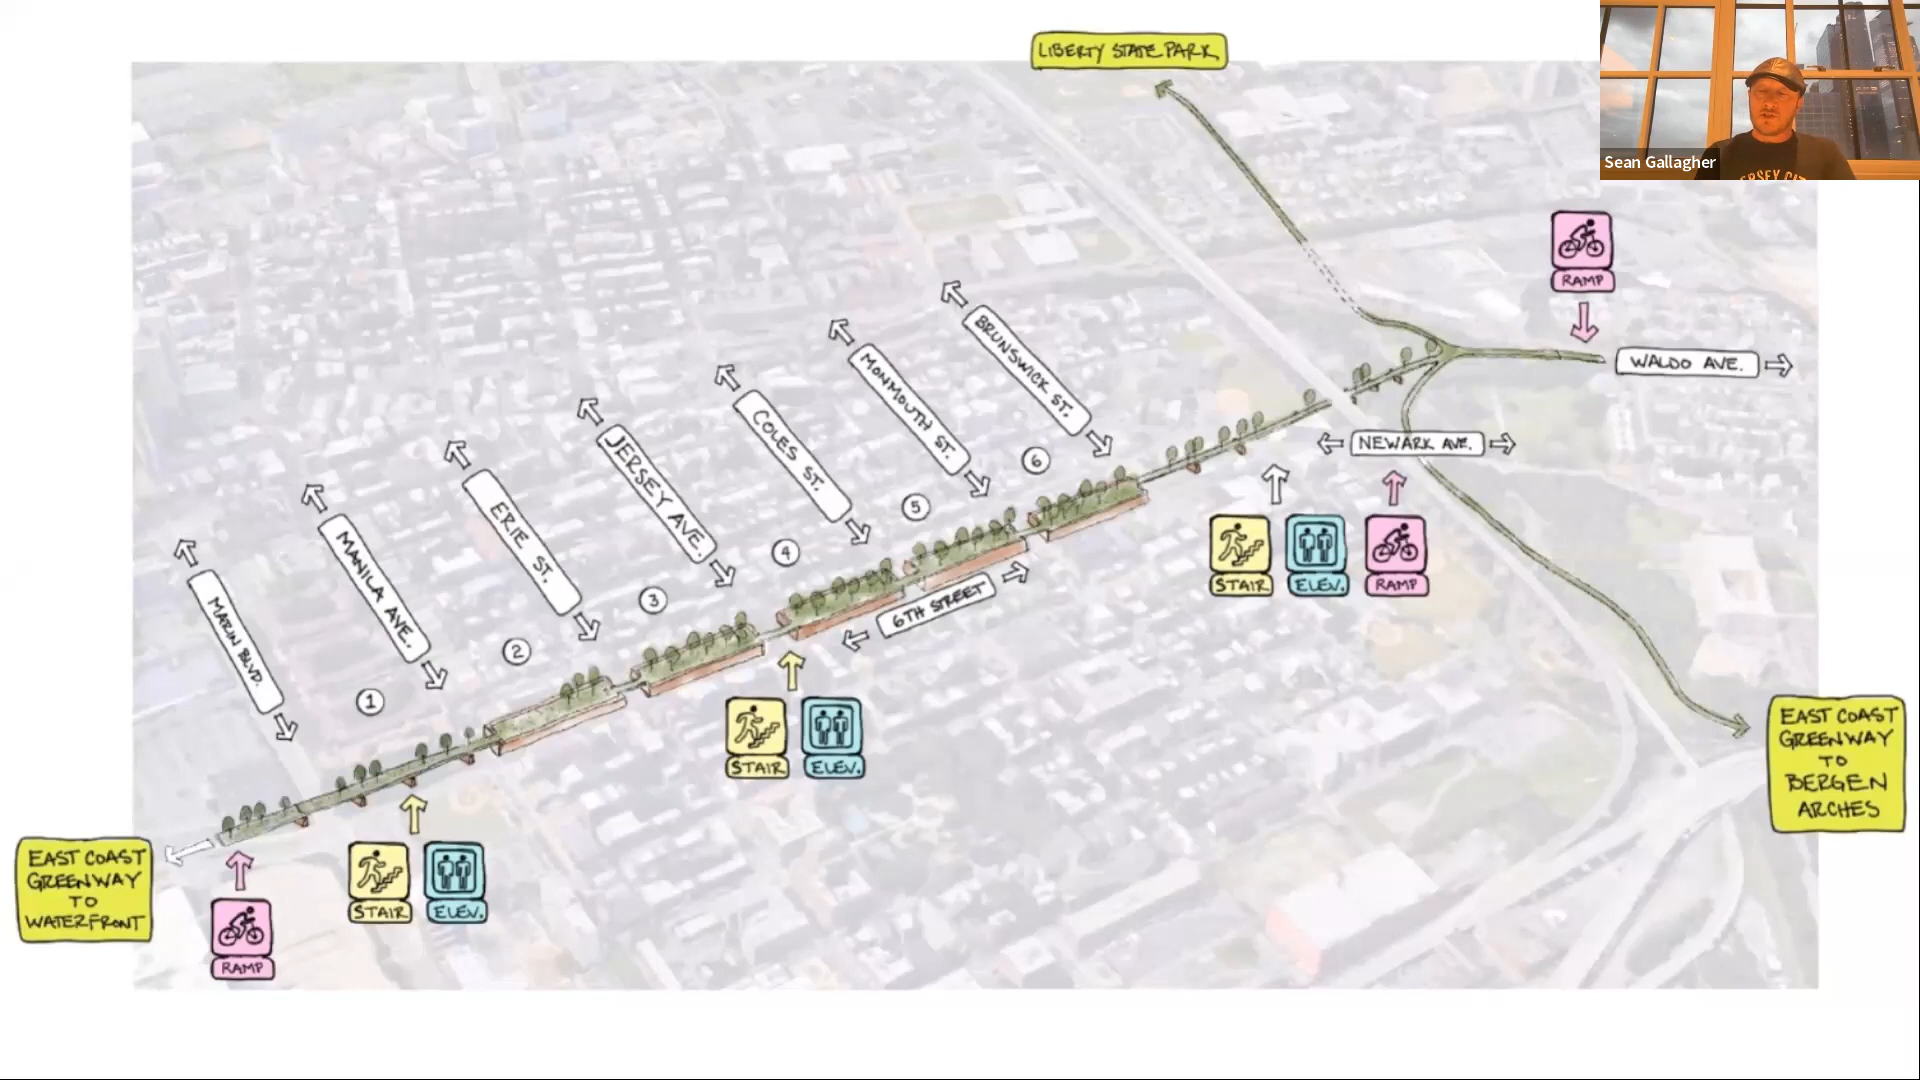 LIBERTY STATE PARK
Sean Gallagher
ERSEY CIT
RAMP
WALDO AVE.
BRUNSWICK ST.
MONMOUTH ST.
COLES ST.
JERSEY AVE.
ERIE ST.
MANILA AVE.
MARIN BLVD.
NEWARK AVE.
6
5
4
3
2
1
6TH STREET
STAIR
ELEV.
RAMP
STAIR
ELEV.
STAIR
ELEV.
RAMP
EAST COAST
GREENWAY
TO
BERGEN
ARCHES
EAST COAST
GREENWAY
TO
WATERFRONT